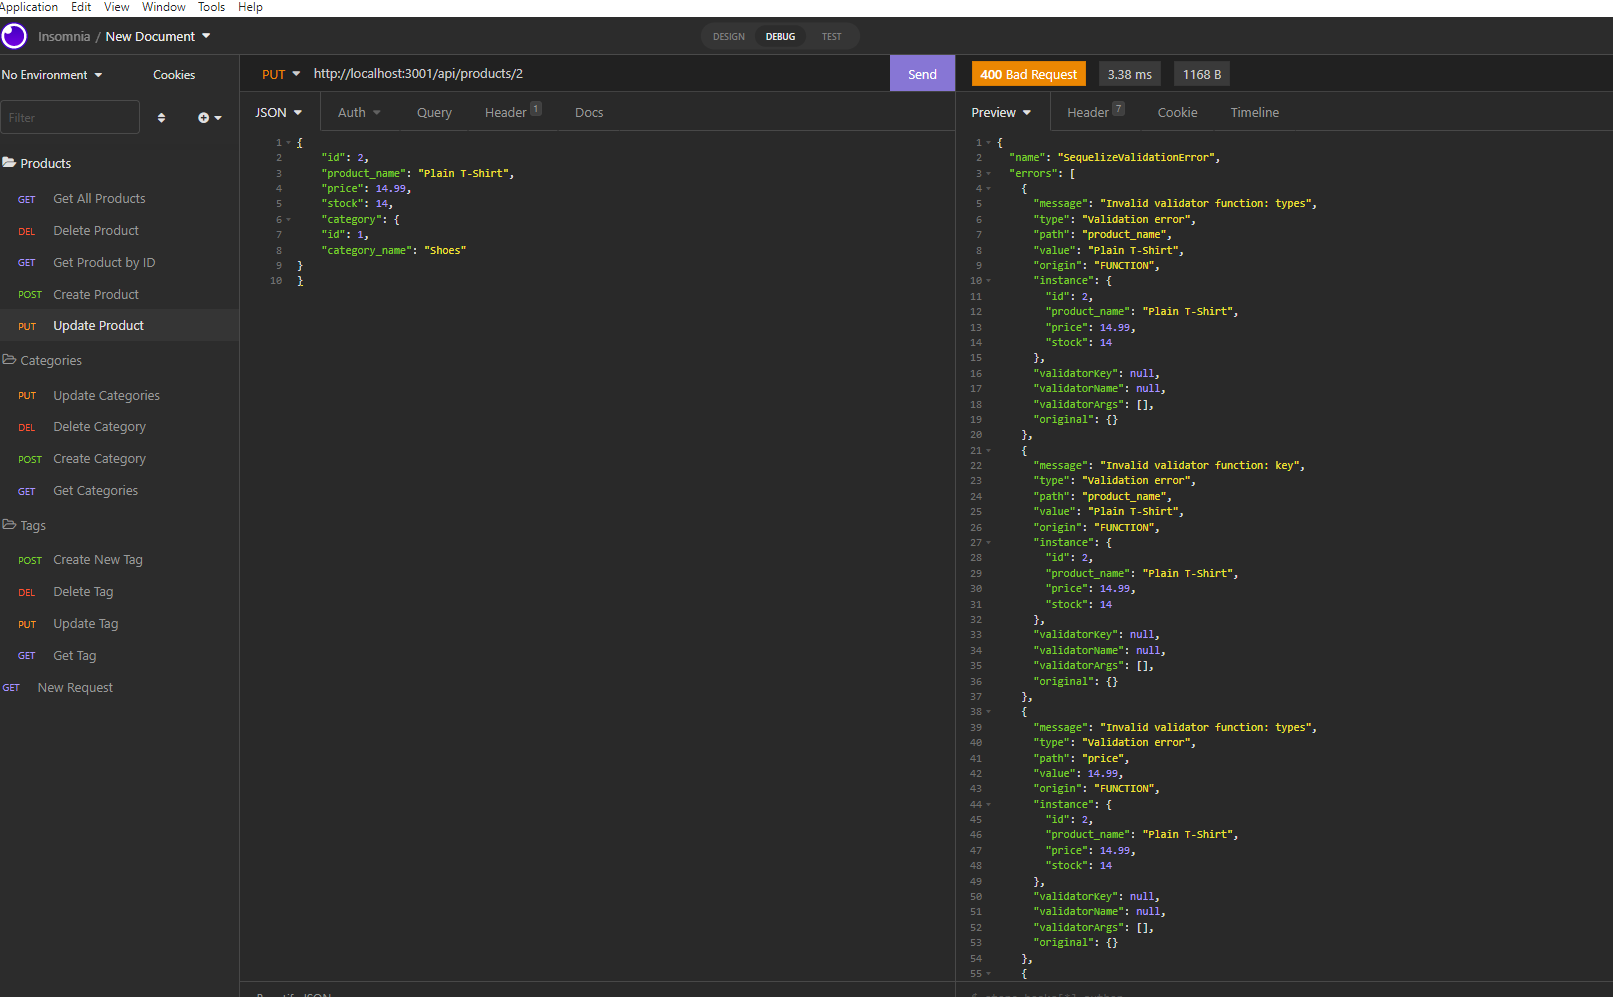 Application Edit View Window Tools Help
Insomnia / New Document
DESIGN DEBUG TEST
No Environment Cookies
PUT http://localhost:3001/api/products/2 Send
400 Bad Request 3.38 ms 1168 B
Filter
JSON Auth Query Header 1 Docs
Preview Header 7 Cookie Timeline
Products
GET Get All Products
DEL Delete Product
GET Get Product by ID
POST Create Product
PUT Update Product
Categories
PUT Update Categories
DEL Delete Category
POST Create Category
GET Get Categories
Tags
POST Create New Tag
DEL Delete Tag
PUT Update Tag
GET Get Tag
GET New Request
1 {
2 "id": 2,
3 "product_name": "Plain T-Shirt",
4 "price": 14.99,
5 "stock": 14,
6 "category": {
7 "id": 1,
8 "category_name": "Shoes"
9 }
10 }
1 {
2 "name": "SequelizeValidationError",
3 "errors": [
4 {
5 "message": "Invalid validator function: types",
6 "type": "Validation error",
7 "path": "product_name",
8 "value": "Plain T-Shirt",
9 "origin": "FUNCTION",
10 "instance": {
11 "id": 2,
12 "product_name": "Plain T-Shirt",
13 "price": 14.99,
14 "stock": 14
15 },
16 "validatorKey": null,
17 "validatorName": null,
18 "validatorArgs": [],
19 "original": {}
20 },
21 {
22 "message": "Invalid validator function: key",
23 "type": "Validation error",
24 "path": "product_name",
25 "value": "Plain T-Shirt",
26 "origin": "FUNCTION",
27 "instance": {
28 "id": 2,
29 "product_name": "Plain T-Shirt",
30 "price": 14.99,
31 "stock": 14
32 },
33 "validatorKey": null,
34 "validatorName": null,
35 "validatorArgs": [],
36 "original": {}
37 },
38 {
39 "message": "Invalid validator function: types",
40 "type": "Validation error",
41 "path": "price",
42 "value": 14.99,
43 "origin": "FUNCTION",
44 "instance": {
45 "id": 2,
46 "product_name": "Plain T-Shirt",
47 "price": 14.99,
48 "stock": 14
49 },
50 "validatorKey": null,
51 "validatorName": null,
52 "validatorArgs": [],
53 "original": {}
54 },
55 {